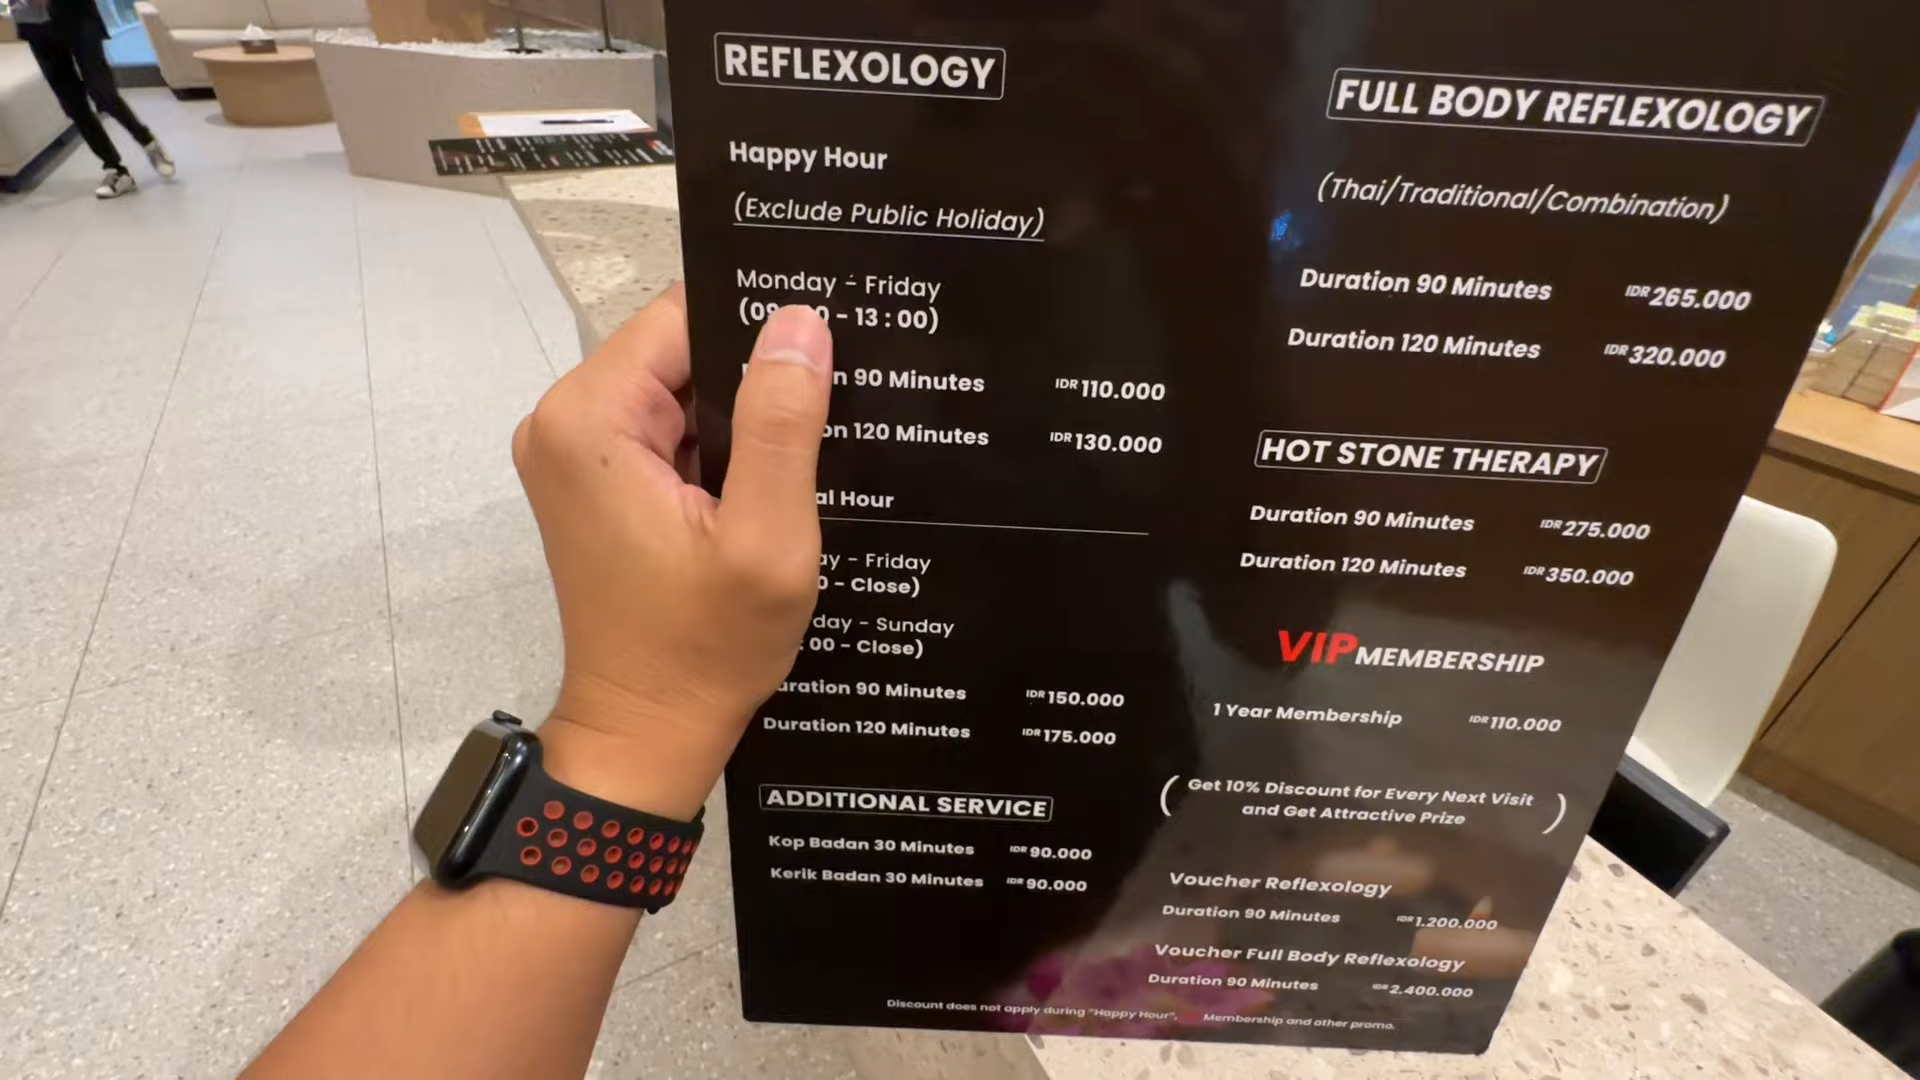 REFLEXOLOGY
Happy Hour
(Exclude Public Holiday)
Monday - Friday
- 13 : 00)
90 Minutes IDR 110.000
120 Minutes IDR 130.000
Hour
- Friday
- Close)
- Sunday
00 - Close)
90 Minutes IDR 150.000
Duration 120 Minutes IDR 175.000
ADDITIONAL SERVICE
Kop Badan 30 Minutes IDR 90.000
Kerik Badan 30 Minutes IDR 90.000
FULL BODY REFLEXOLOGY
(Thai/Traditional/Combination)
Duration 90 Minutes IDR 265.000
Duration 120 Minutes IDR 320.000
HOT STONE THERAPY
Duration 90 Minutes IDR 275.000
Duration 120 Minutes IDR 350.000
VIP MEMBERSHIP
1 Year Membership IDR 110.000
(Get 10% Discount for Every Next Visit
and Get Attractive Prize)
Voucher Reflexology
Duration 90 Minutes IDR 1.200.000
Voucher Full Body Reflexology
Duration 90 Minutes IDR 2.400.000
Discount does not apply during "Happy Hour", Membership and other promo.